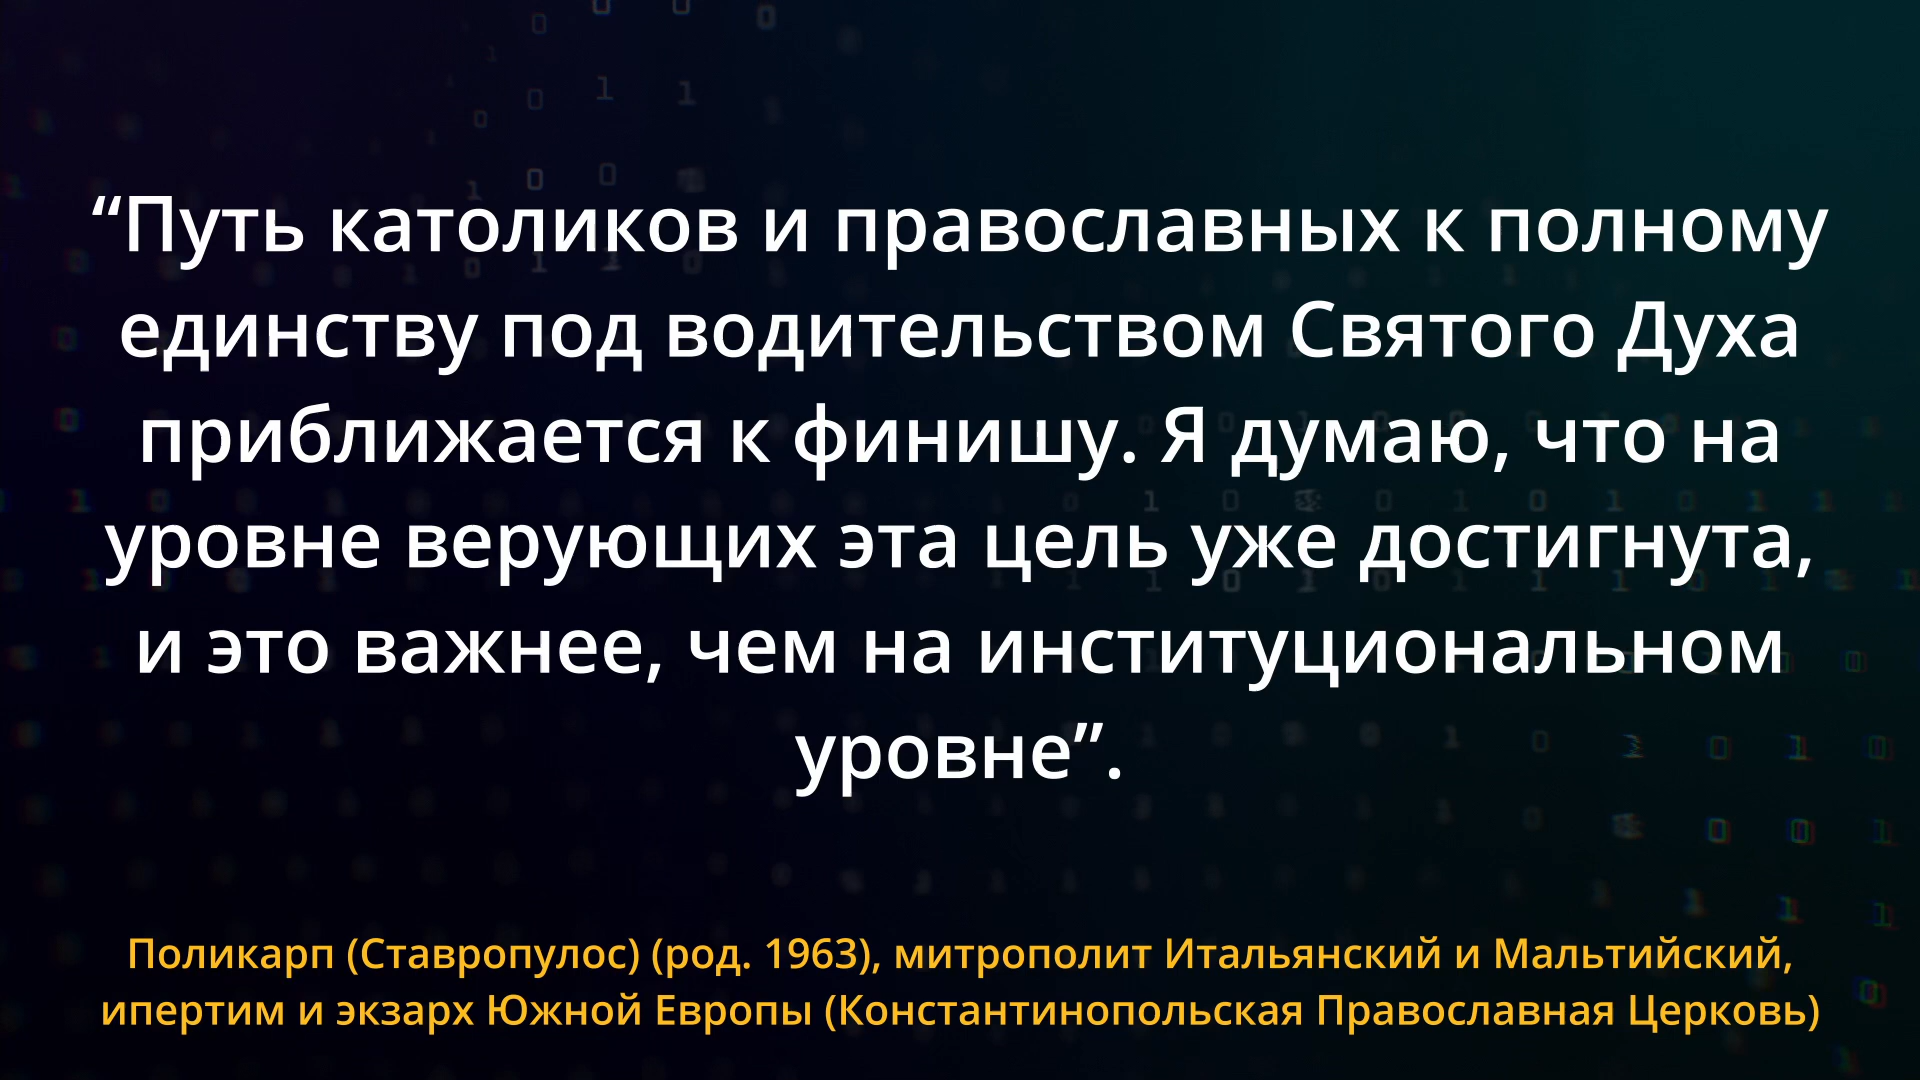 “Путь католиков и православных к полному
единству под водительством Святого Духа
приближается к финишу. Я думаю, что на
уровне верующих эта цель уже достигнута,
и это важнее, чем на институциональном
уровне”.
Поликарп (Ставропулос) (род. 1963), митрополит Итальянский и Мальтийский,
ипертим и экзарх Южной Европы (Константинопольская Православная Церковь)